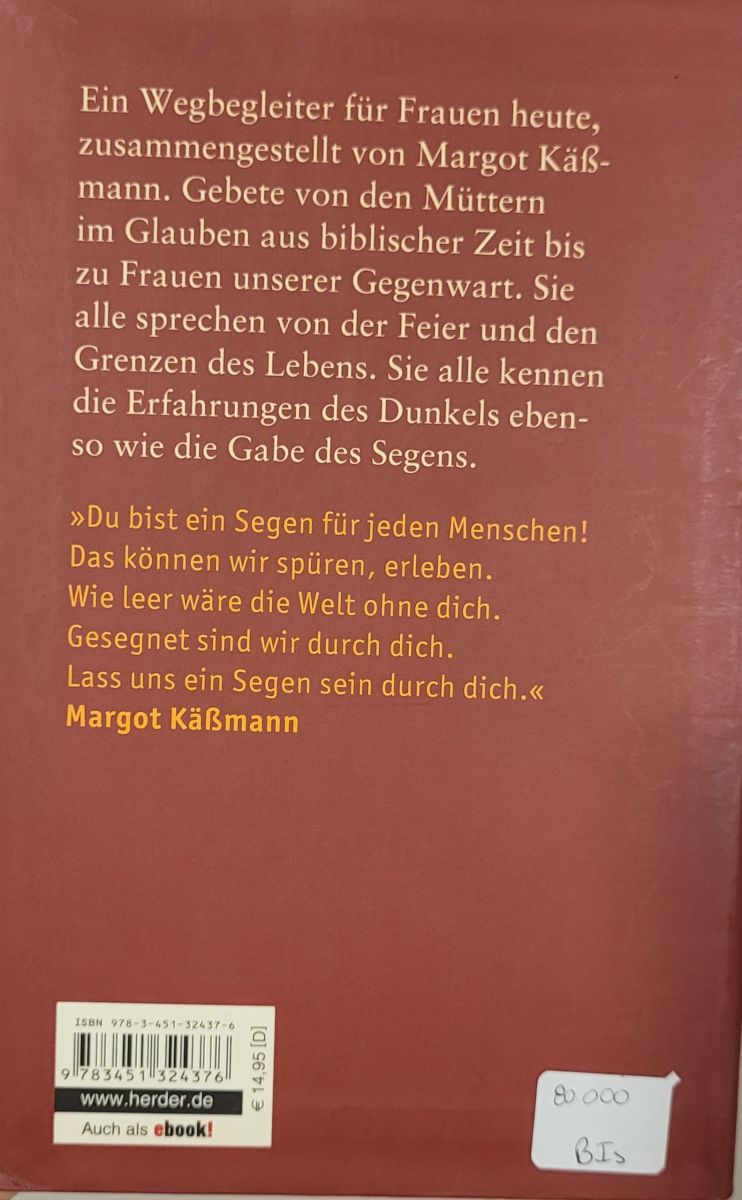 Ein Wegbegleiter für Frauen heute,
zusammengestellt von Margot Käß-
mann. Gebete von den Müttern
im Glauben aus biblischer Zeit bis
zu Frauen unserer Gegenwart. Sie
alle sprechen von der Feier und den
Grenzen des Lebens. Sie alle kennen
die Erfahrungen des Dunkels eben-
so wie die Gabe des Segens.
»Du bist ein Segen für jeden Menschen!
Das können wir spüren, erleben.
Wie leer wäre die Welt ohne dich.
Gesegnet sind wir durch dich.
Lass uns ein Segen sein durch dich.«
Margot Käßmann
ISBN 978-3-451-32437-6
9 783451 324376
€ 14,95 [D]
www.herder.de
Auch als ebook!
80.000
BIs